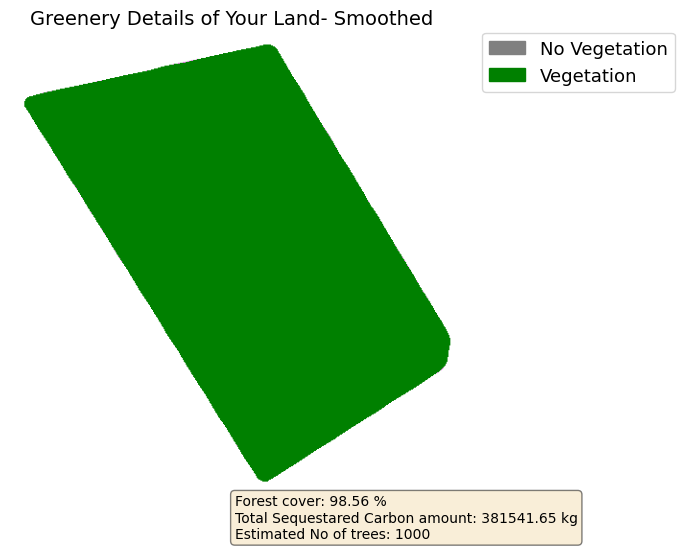 Greenery Details of Your Land- Smoothed
No Vegetation
Vegetation
Forest cover: 98.56 %
Total Sequestared Carbon amount: 381541.65 kg
Estimated No of trees: 1000